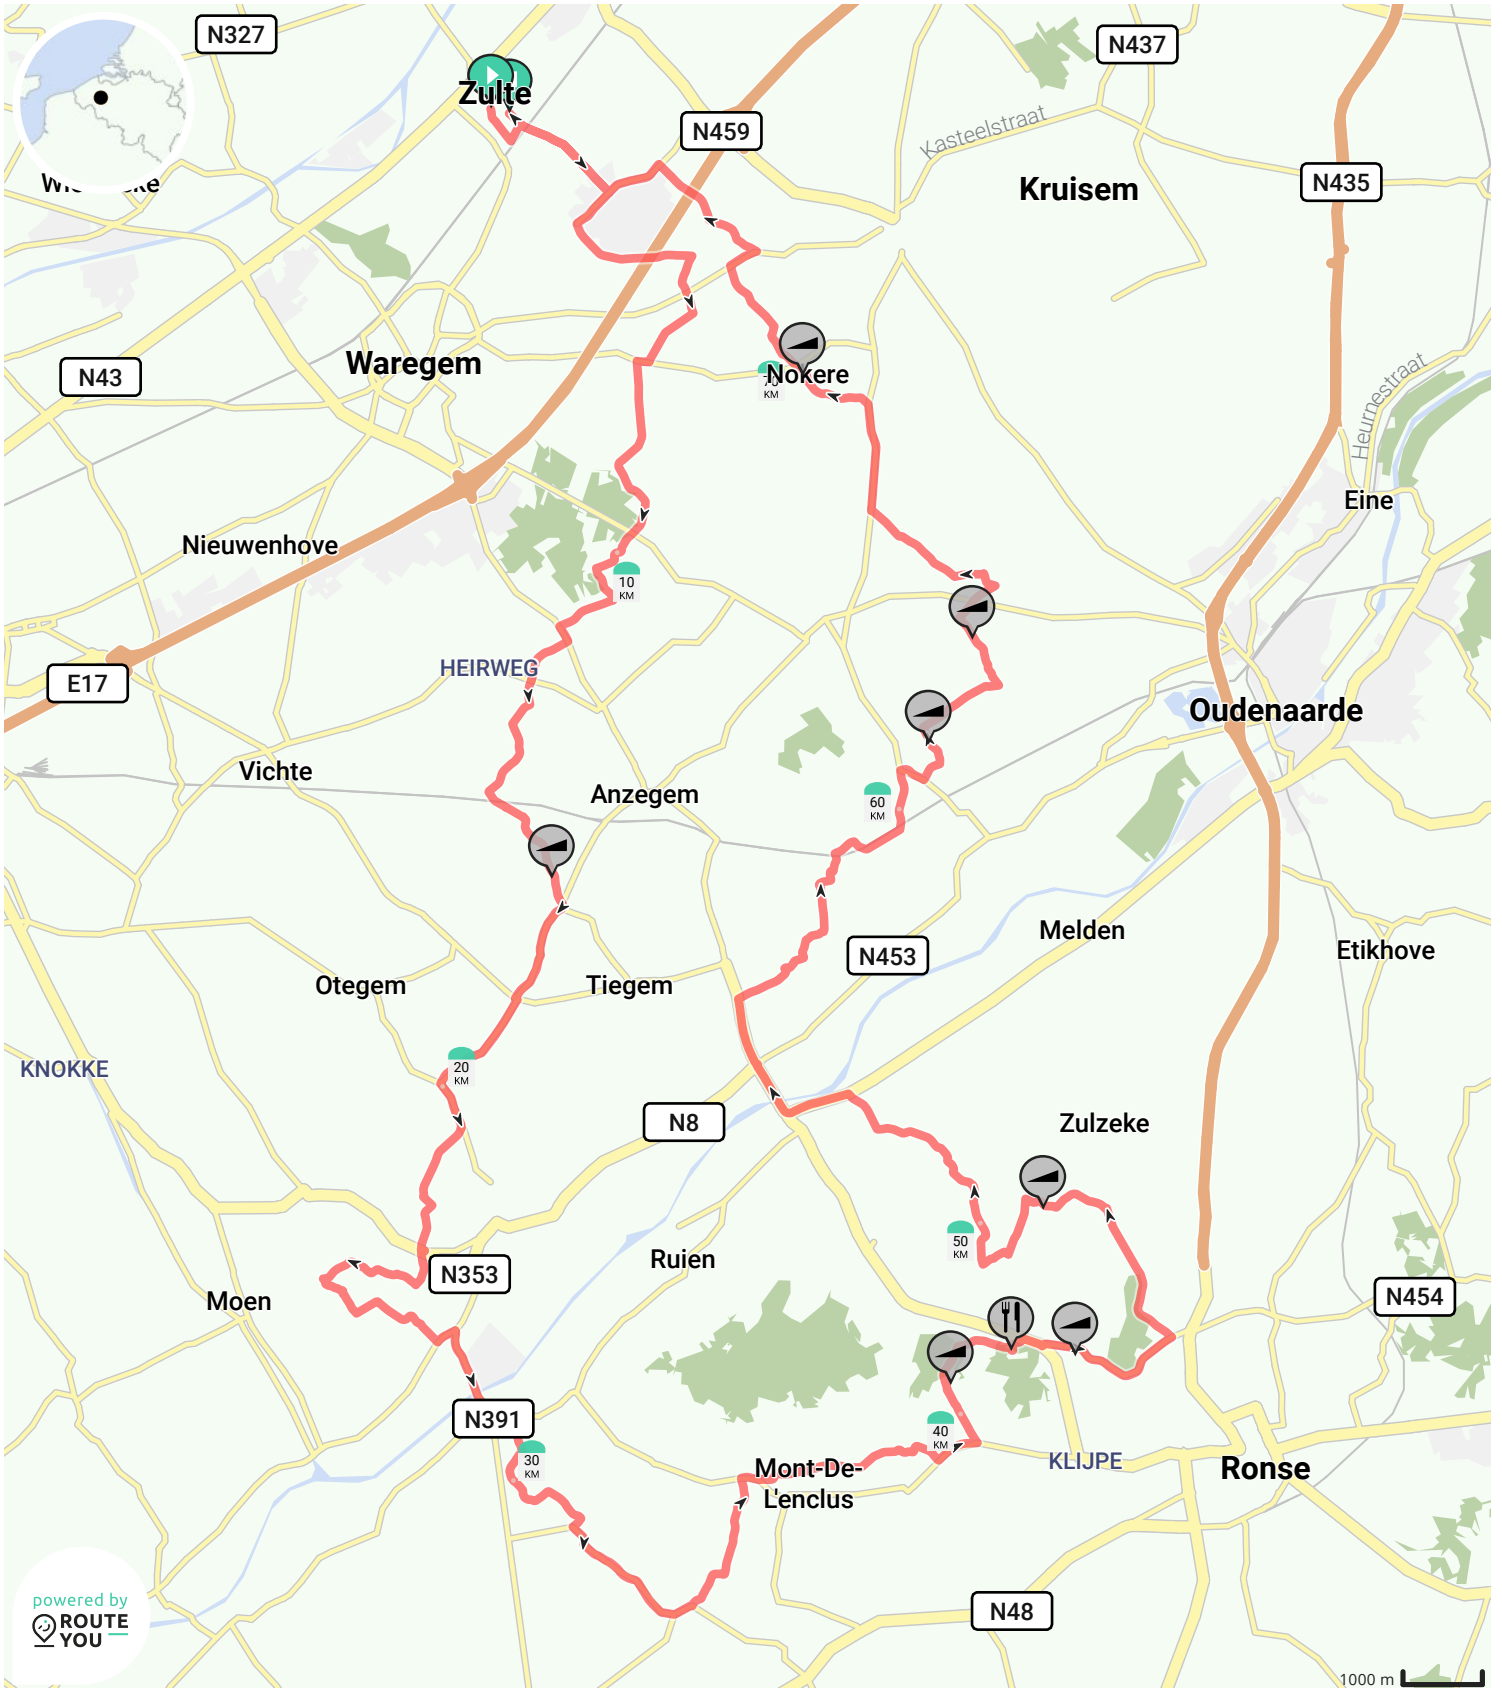 N327
N437
Zulte
N459
Kasteelstraat
N435
Kruisem
Waregem
N43
Nokere
70
KM
Heurnestraat
Eine
Nieuwenhove
10
KM
HEIRWEG
E17
Oudenaarde
Vichte
Anzegem
60
KM
Melden
Etikhove
N453
Otegem
Tiegem
KNOKKE
20
KM
N8
Zulzeke
50
KM
Ruien
N353
Moen
N454
N391
40
KM
30
KM
KLIJPE
Ronse
Mont-De-
L'enclus
powered by
ROUTE
YOU
N48
1000 m